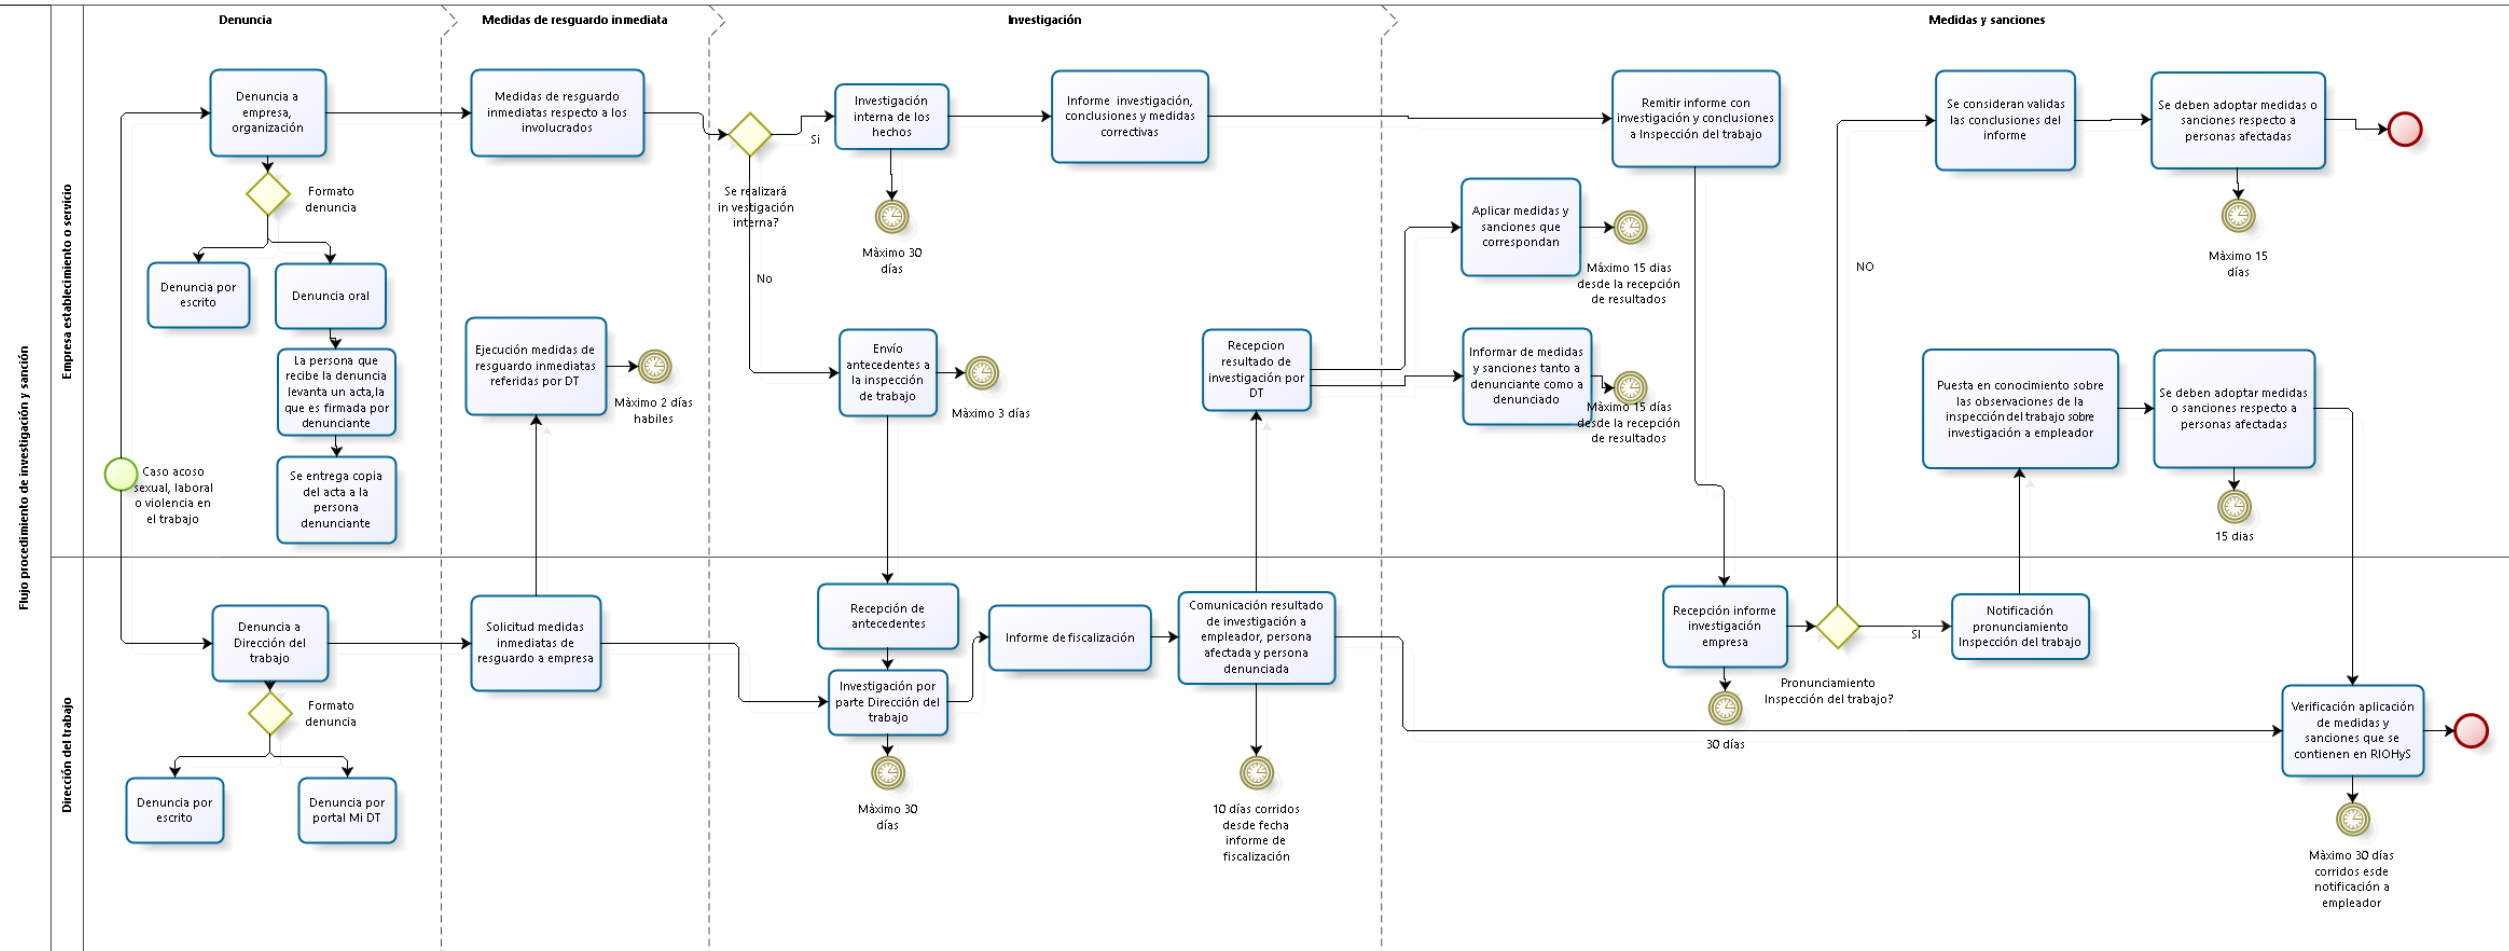 Denuncia
Medidas de resguardo inmediata
Investigación
Medidas y sanciones
Flujo procedimiento de investigación y sanción
Empresa establecimiento o servicio
Denuncia a
empresa,
organización
Formato
denuncia
Denuncia por
escrito
Denuncia oral
La persona que
recibe la denuncia
levanta un acta,la
que es firmada por
denunciante
Se entrega copia
del acta a la
persona
denunciante
Caso acoso
sexual, laboral
o violencia en
el trabajo
Medidas de resguardo
inmediatas respecto a los
involucrados
Ejecución medidas de
resguardo inmediatas
referidas por DT
Màximo 2 días
habiles
Se realizará
in vestigación
interna?
Si
No
Investigación
interna de los
hechos
Màximo 30
días
Informe investigación,
conclusiones y medidas
correctivas
Envío
antecedentes a
la inspección
de trabajo
Màximo 3 días
Recepcion
resultado de
investigación por
DT
Aplicar medidas y
sanciones que
correspondan
Máximo 15 dias
desde la recepción
de resultados
Informar de medidas
y sanciones tanto a
denunciante como a
denunciado
Màximo 15 días
desde la recepción
de resultados
Remitir informe con
investigación y conclusiones
a Inspección del trabajo
NO
Se consideran validas
las conclusiones del
informe
Se deben adoptar medidas o
sanciones respecto a
personas afectadas
Màximo 15
días
Puesta en conocimiento sobre
las observaciones de la
inspección del trabajo sobre
investigación a empleador
Se deben adoptar medidas
o sanciones respecto a
personas afectadas
15 dias
Dirección del trabajo
Denuncia a
Dirección del
trabajo
Formato
denuncia
Denuncia por
escrito
Denuncia por
portal Mi DT
Solicitud medidas
inmediatas de
resguardo a empresa
Recepción de
antecedentes
Investigación por
parte Dirección del
trabajo
Màximo 30
días
Informe de fiscalización
Comunicación resultado
de investigación a
empleador, persona
afectada y persona
denunciada
10 días corridos
desde fecha
informe de
fiscalización
Recepción informe
investigación
empresa
30 días
Pronunciamiento
Inspección del trabajo?
SI
Notificación
pronunciamiento
Inspección del trabajo
Verificación aplicación
de medidas y
sanciones que se
contienen en RIOHyS
Màximo 30 días
corridos esde
notificación a
empleador